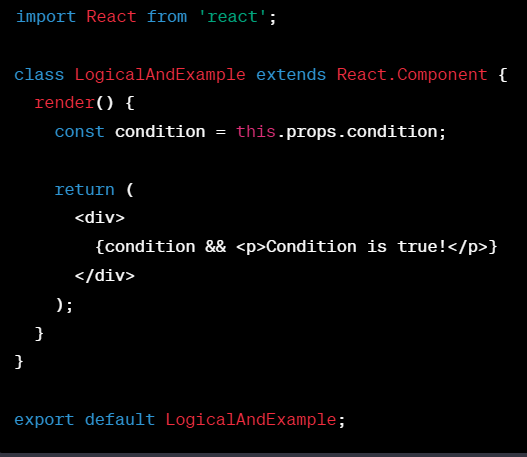 import React from 'react';

class LogicalAndExample extends React.Component {
  render() {
    const condition = this.props.condition;

    return (
      <div>
        {condition && <p>Condition is true!</p>}
      </div>
    );
  }
}

export default LogicalAndExample;